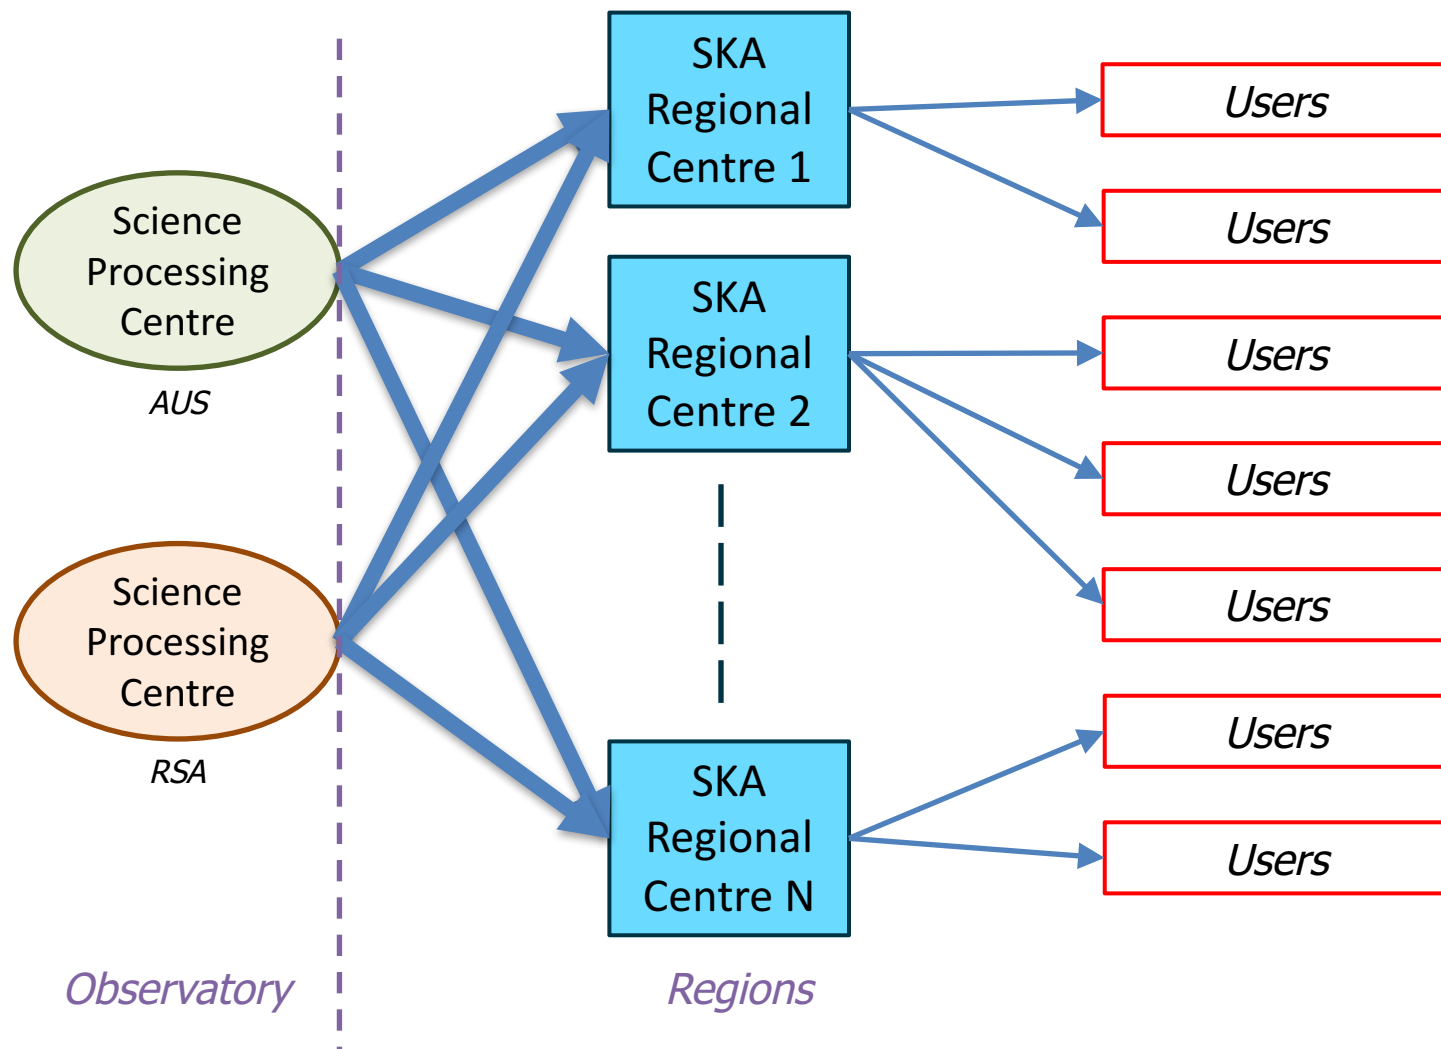 Science
Processing
Centre
AUS
Science
Processing
Centre
RSA
SKA
Regional
Centre 1
SKA
Regional
Centre 2
SKA
Regional
Centre N
Users
Users
Users
Users
Users
Users
Users
Observatory
Regions